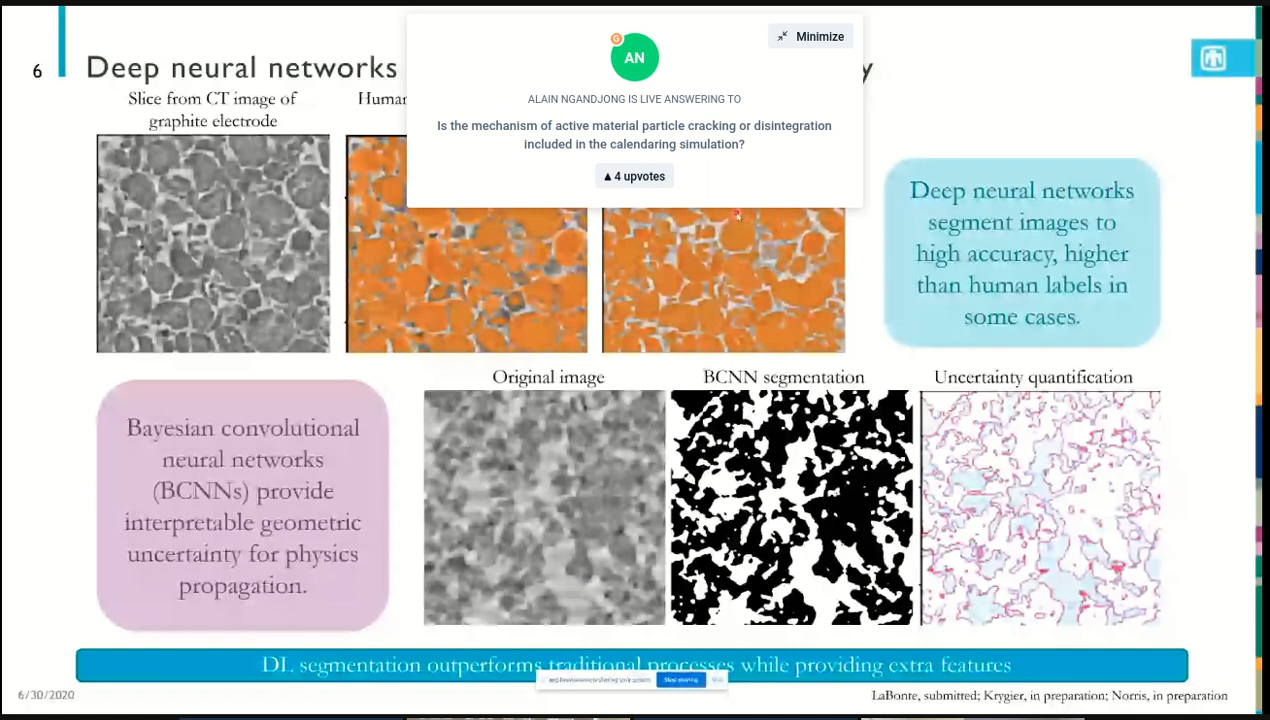 6
Deep neural networks
y
Slice from CT image of
graphite electrode
Human
Minimize
G
AN
ALAIN NGANDJONG IS LIVE ANSWERING TO
Is the mechanism of active material particle cracking or disintegration
included in the calendaring simulation?
▲ 4 upvotes
Deep neural networks
segment images to
high accuracy, higher
than human labels in
some cases.
Bayesian convolutional
neural networks
(BCNNs) provide
interpretable geometric
uncertainty for physics
propagation.
Original image
BCNN segmentation
Uncertainty quantification
DL segmentation outperforms traditional processes while providing extra features
Stop sharing
6/30/2020
LaBonte, submitted; Krygier, in preparation; Norris, in preparation